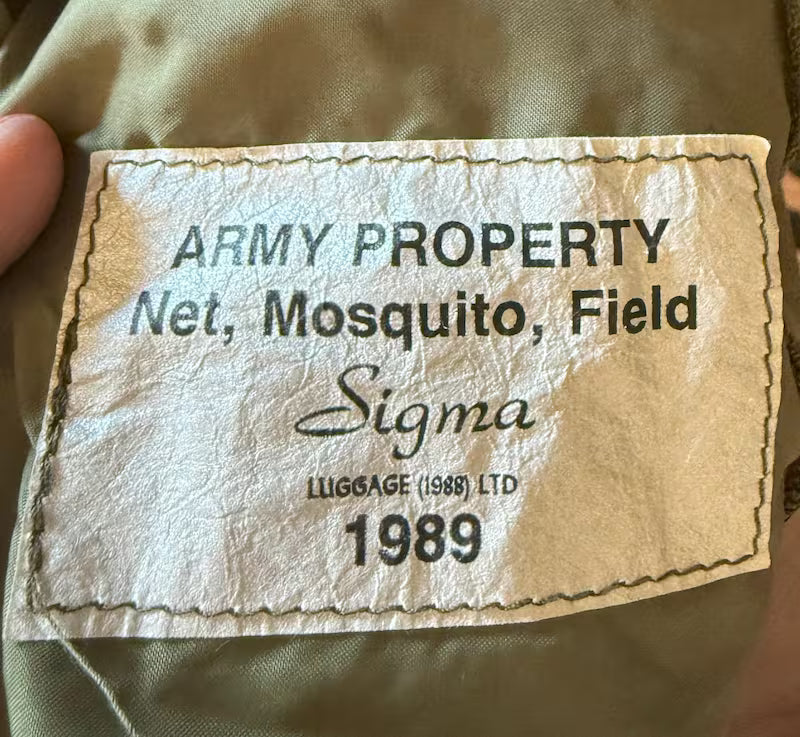 ARMY PROPERTY
Net, Mosquito, Field
Sigma
LUGGAGE (1988) LTD
1989